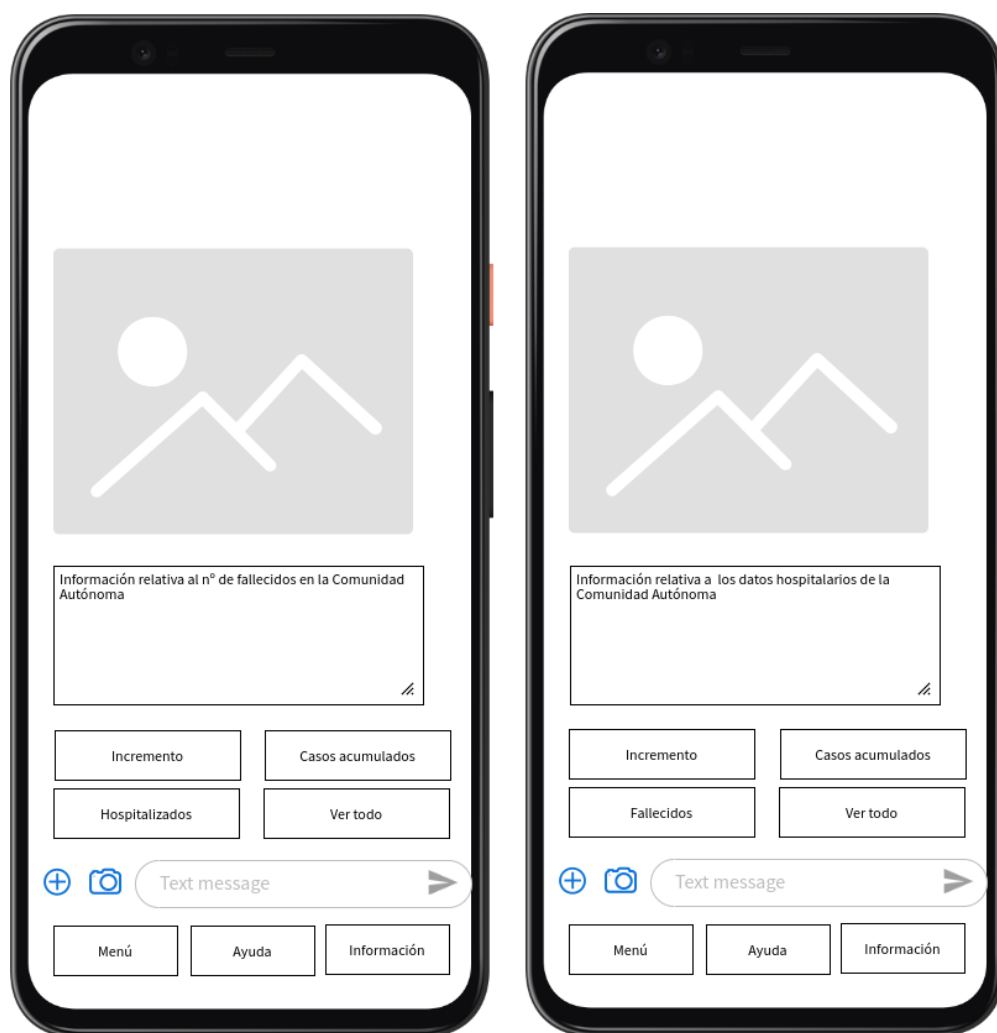 Información relativa al nº de fallecidos en la Comunidad
Autónoma
Incremento
Casos acumulados
Hospitalizados
Ver todo
Text message
Menú
Ayuda
Información
Información relativa a  los datos hospitalarios de la
Comunidad Autónoma
Incremento
Casos acumulados
Fallecidos
Ver todo
Text message
Menú
Ayuda
Información